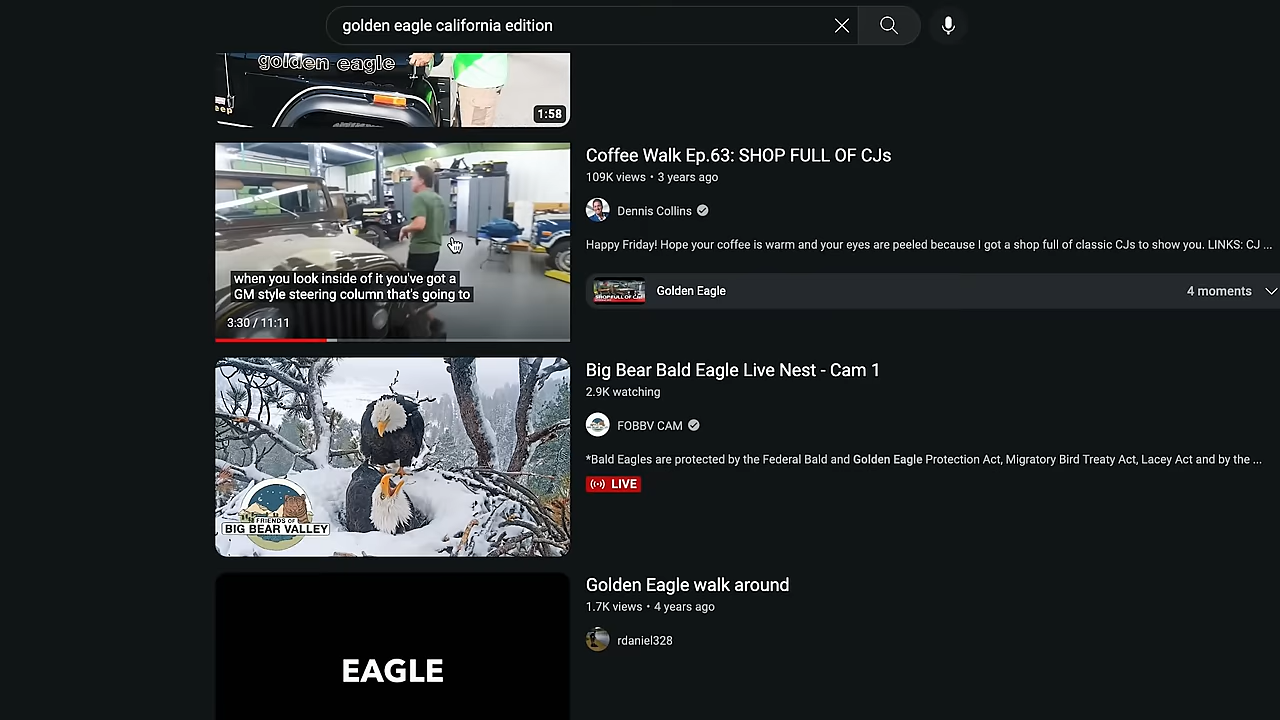 golden eagle california edition
golden eagle
1:58
Coffee Walk Ep.63: SHOP FULL OF CJs
109K views • 3 years ago
Dennis Collins
Happy Friday! Hope your coffee is warm and your eyes are peeled because I got a shop full of classic CJs to show you. LINKS: CJ ...
when you look inside of it you've got a
GM style steering column that's going to
3:30 / 11:11
SHOP FULL OF CJs
Golden Eagle
4 moments
Big Bear Bald Eagle Live Nest - Cam 1
2.9K watching
FOBBV CAM
*Bald Eagles are protected by the Federal Bald and Golden Eagle Protection Act, Migratory Bird Treaty Act, Lacey Act and by the ...
LIVE
FRIENDS OF
BIG BEAR VALLEY
Golden Eagle walk around
1.7K views • 4 years ago
rdaniel328
EAGLE